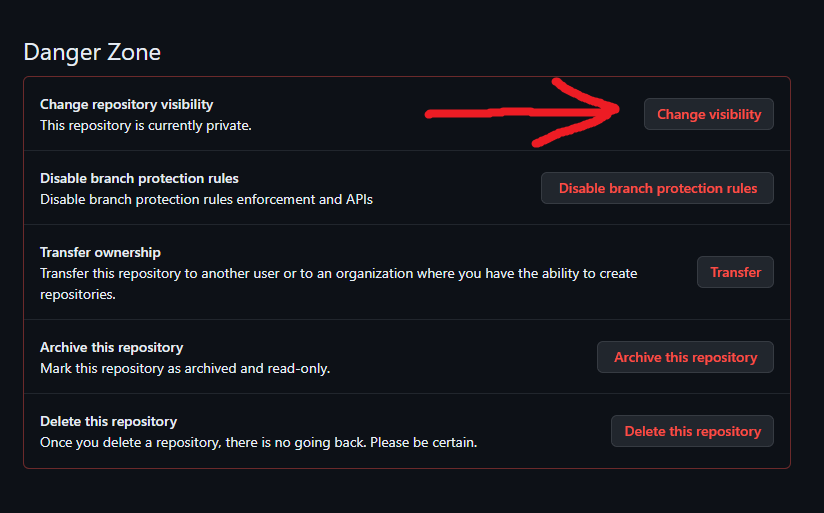 Danger Zone
Change repository visibility
This repository is currently private.
Change visibility
Disable branch protection rules
Disable branch protection rules enforcement and APIs
Disable branch protection rules
Transfer ownership
Transfer this repository to another user or to an organization where you have the ability to create
repositories.
Transfer
Archive this repository
Mark this repository as archived and read-only.
Archive this repository
Delete this repository
Once you delete a repository, there is no going back. Please be certain.
Delete this repository